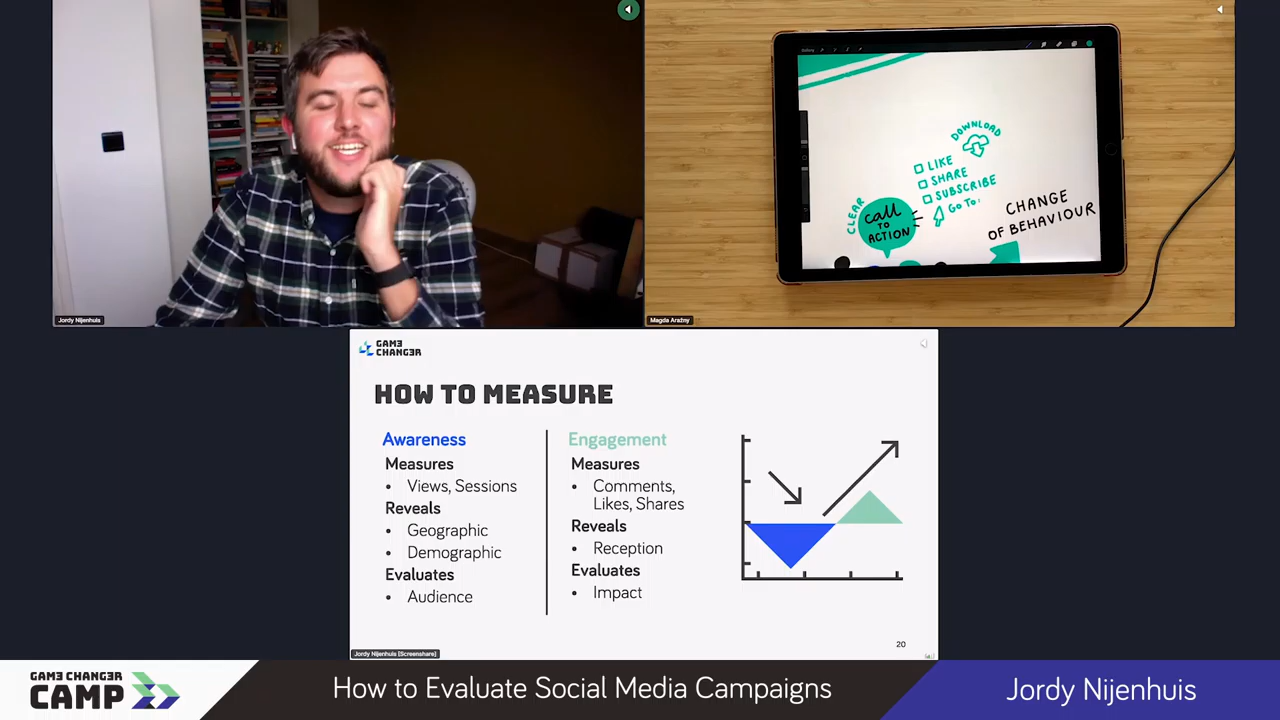 Jordy Nijenhuis
DOWNLOAD
LIKE
SHARE
SUBSCRIBE
GO TO:
CLEAR
CALL
TO
ACTION
CHANGE
OF BEHAVIOUR
Magda Arażny
GAM3
CHANG3R
HOW TO MEASURE
Awareness
Measures
• Views, Sessions
Reveals
• Geographic
• Demographic
Evaluates
• Audience
Engagement
Measures
• Comments,
Likes, Shares
Reveals
• Reception
Evaluates
• Impact
20
Jordy Nijenhuis [Screenshare]
GAM3 CHANG3R
CAMP
How to Evaluate Social Media Campaigns
Jordy Nijenhuis